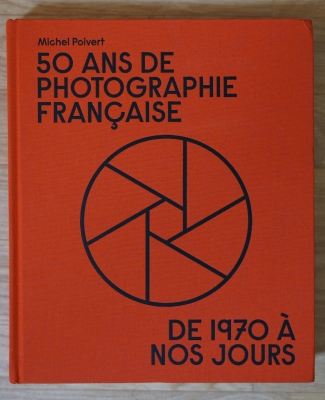 Michel Poivert
50 ANS DE
PHOTOGRAPHIE
FRANÇAISE
DE 1970 À
NOS JOURS